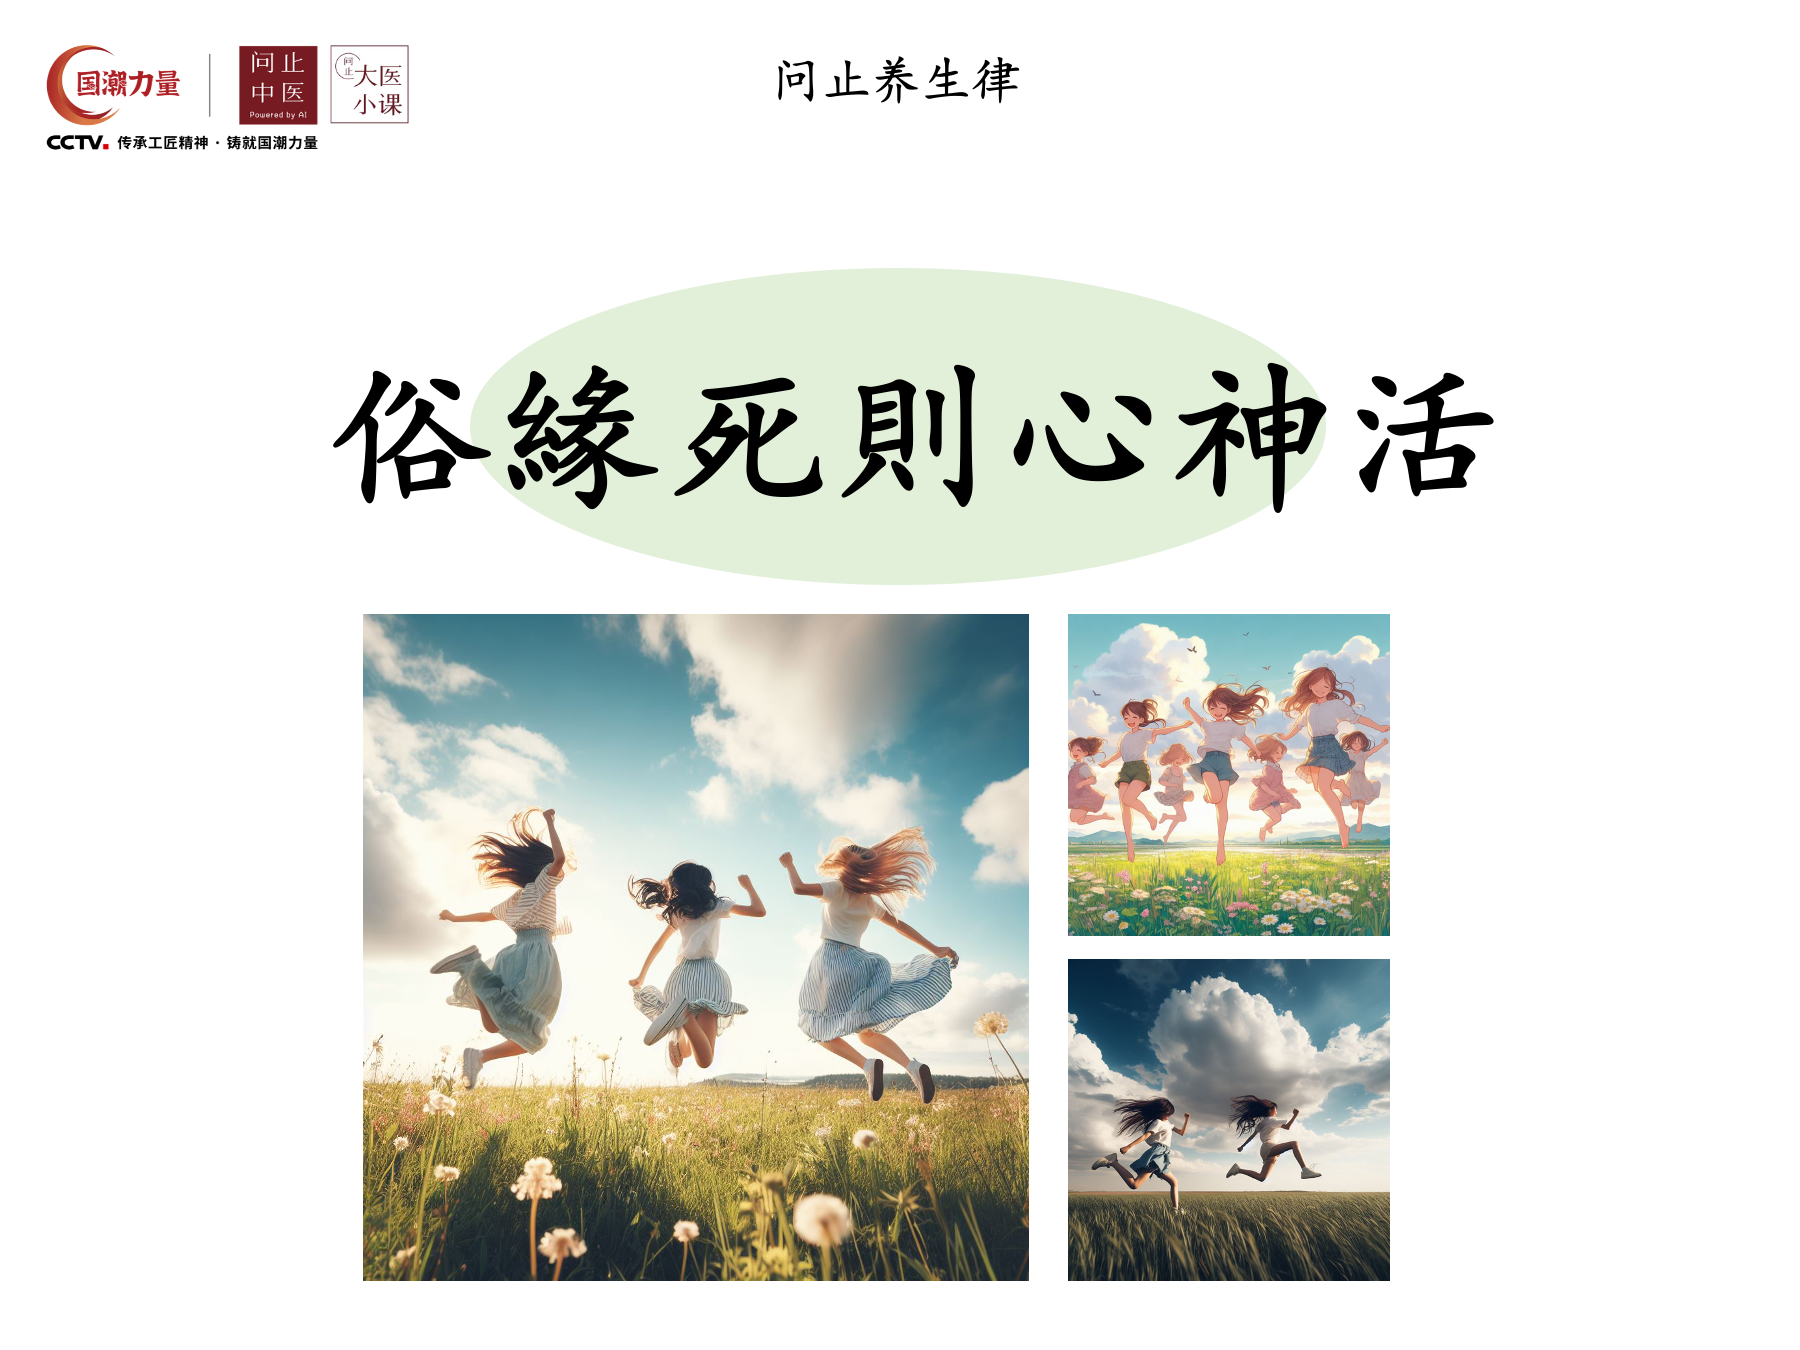 国潮力量
问止
中医
Powered by AI
问止
大医
小课
CCTV. 传承工匠精神 · 铸就国潮力量
问止养生律
俗緣死則心神活